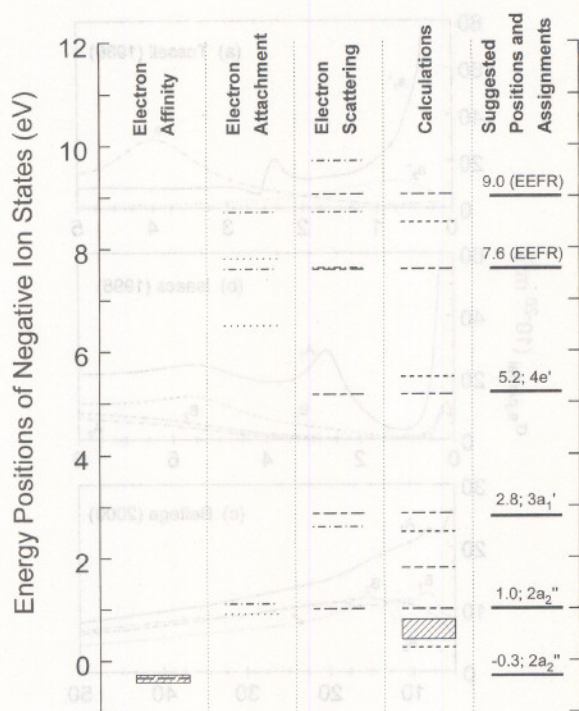 Energy Positions of Negative Ion States (eV)
12
10
8
6
4
2
0
Electron
Affinity
Electron
Attachment
Electron
Scattering
Calculations
Suggested
Positions and
Assignments
9.0 (EEFR)
7.6 (EEFR)
5.2; 4e'
2.8; 3a₁'
1.0; 2a₂"
-0.3; 2a₂"